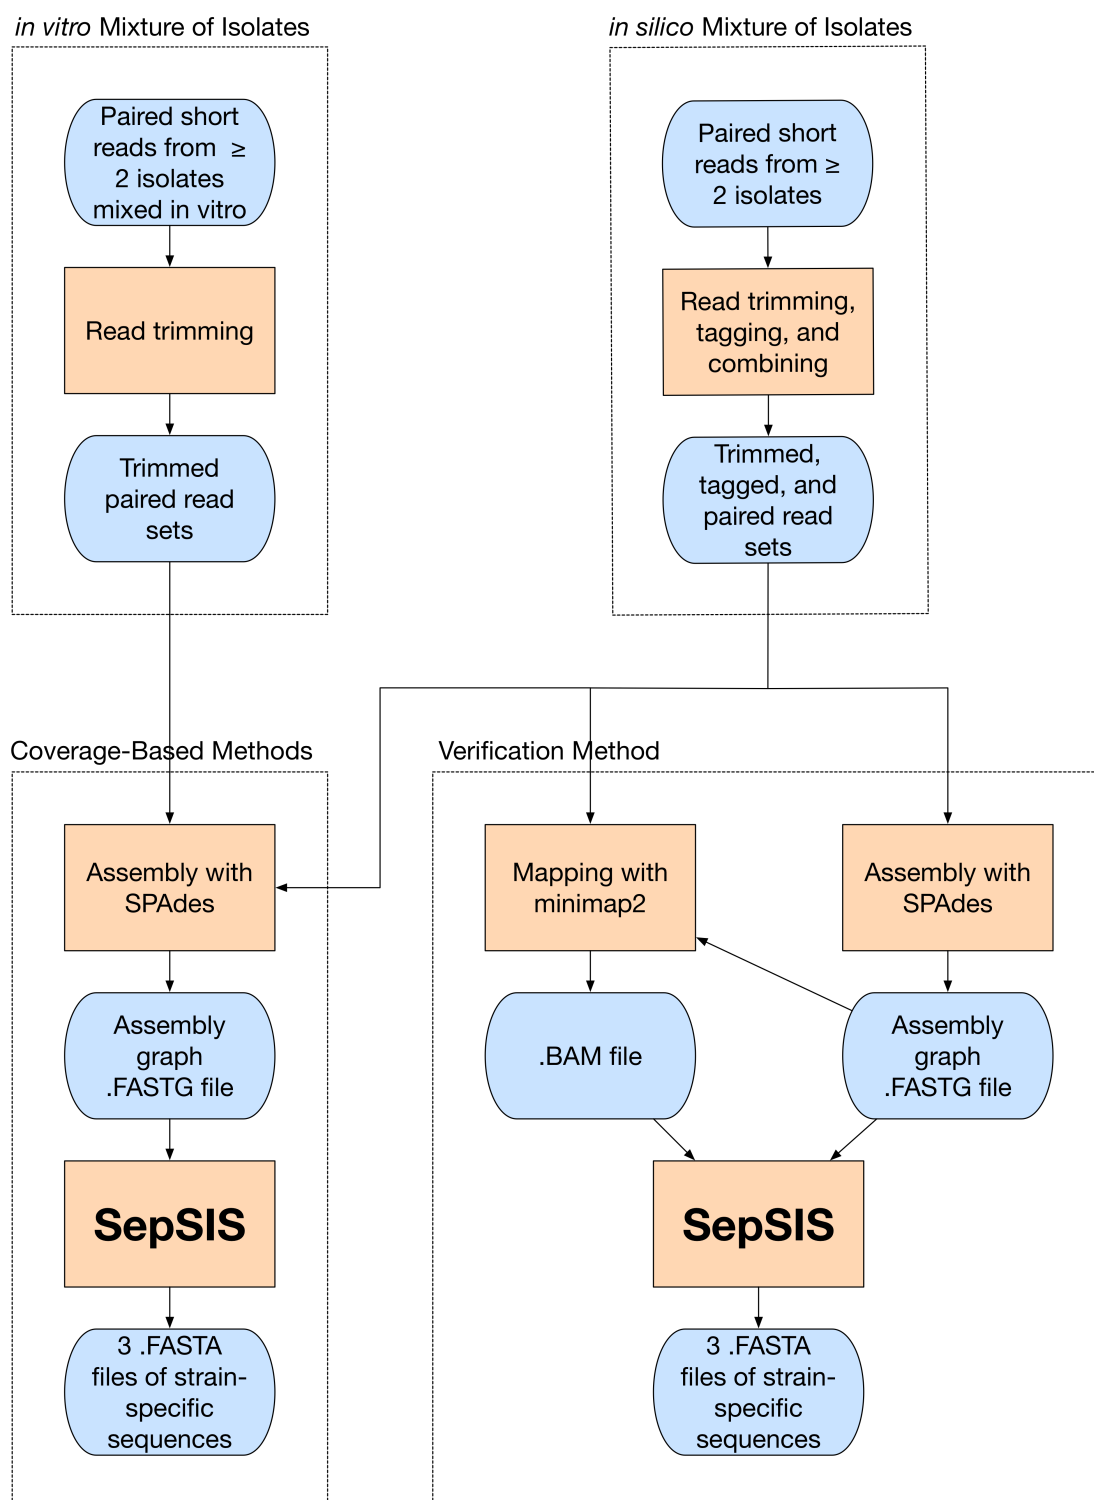 in vitro Mixture of Isolates
Paired short
reads from ≥
2 isolates
mixed in vitro
Read trimming
Trimmed
paired read
sets
in silico Mixture of Isolates
Paired short
reads from ≥
2 isolates
Read trimming,
tagging, and
combining
Trimmed,
tagged, and
paired read
sets
Coverage-Based Methods
Assembly with
SPAdes
Assembly
graph
.FASTG file
SepSIS
3 .FASTA
files of strain-
specific
sequences
Verification Method
Mapping with
minimap2
.BAM file
Assembly with
SPAdes
Assembly
graph
.FASTG file
SepSIS
3 .FASTA
files of strain-
specific
sequences